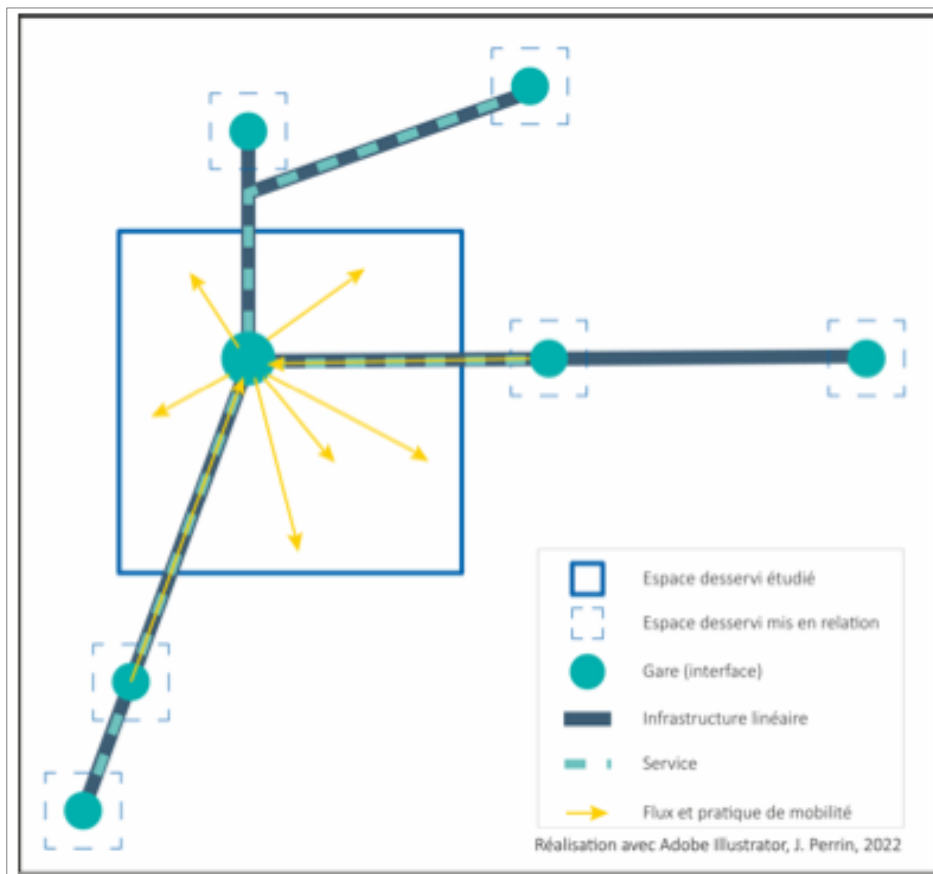 Espace desservi étudié
Espace desservi mis en relation
Gare (interface)
Infrastructure linéaire
Service
Flux et pratique de mobilité
Réalisation avec Adobe Illustrator, J. Perrin, 2022